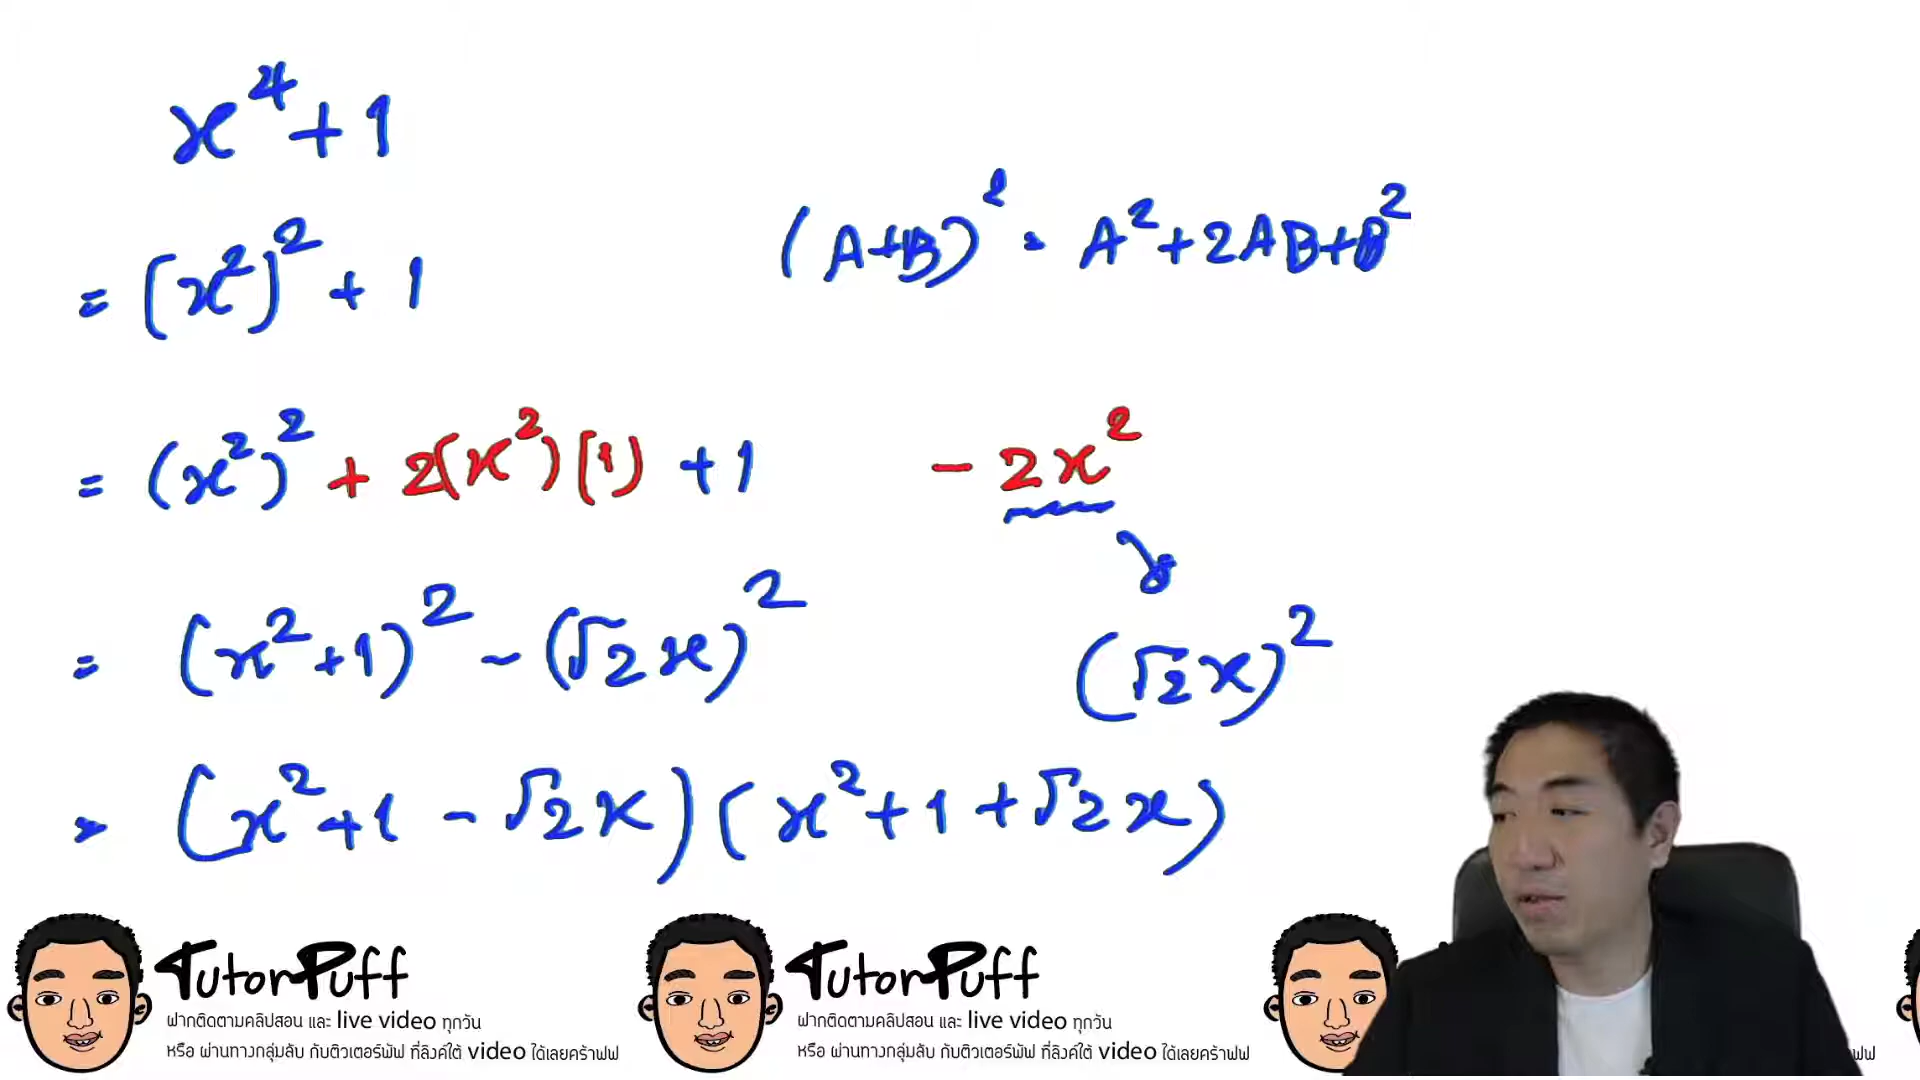 x⁴ + 1
= (x²)² + 1
(A+B)² = A² + 2AB + B²
= (x²)² + 2(x²)(1) + 1 - 2x²
= (x²+1)² - (√2x)²
(√2x)²
= (x²+1 - √2x)(x²+1+√2x)
TutorPuff
ฝากติดตามคลิปสอน และ live video ทุกวัน
หรือ ผ่านทางกลุ่มลับ กับติวเตอร์พัฟ ที่ลิงค์ใต้ video ได้เลยคร้าฟฟ
TutorPuff
ฝากติดตามคลิปสอน และ live video ทุกวัน
หรือ ผ่านทางกลุ่มลับ กับติวเตอร์พัฟ ที่ลิงค์ใต้ video ได้เลยคร้าฟฟ